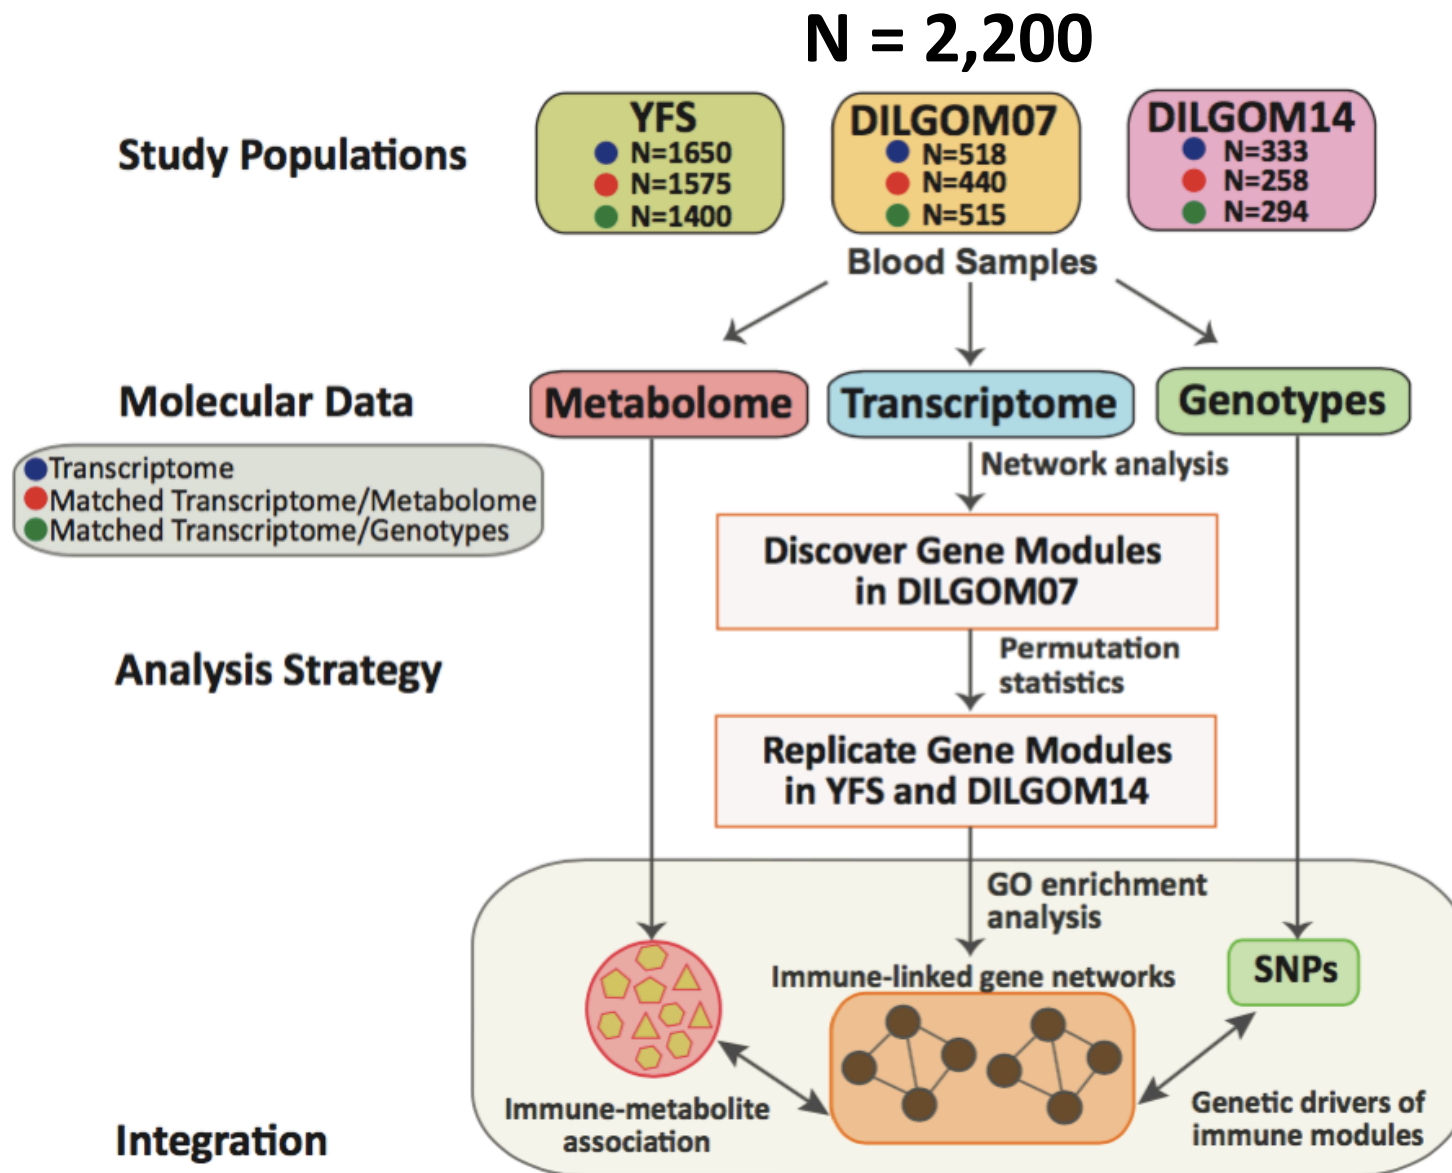 N = 2,200
Study Populations
YFS
N=1650
N=1575
N=1400
DILGOM07
N=518
N=440
N=515
DILGOM14
N=333
N=258
N=294
Blood Samples
Molecular Data
Metabolome
Transcriptome
Genotypes
Transcriptome
Matched Transcriptome/Metabolome
Matched Transcriptome/Genotypes
Network analysis
Discover Gene Modules
in DILGOM07
Analysis Strategy
Permutation
statistics
Replicate Gene Modules
in YFS and DILGOM14
GO enrichment
analysis
Immune-linked gene networks
SNPs
Immune-metabolite
association
Genetic drivers of
immune modules
Integration